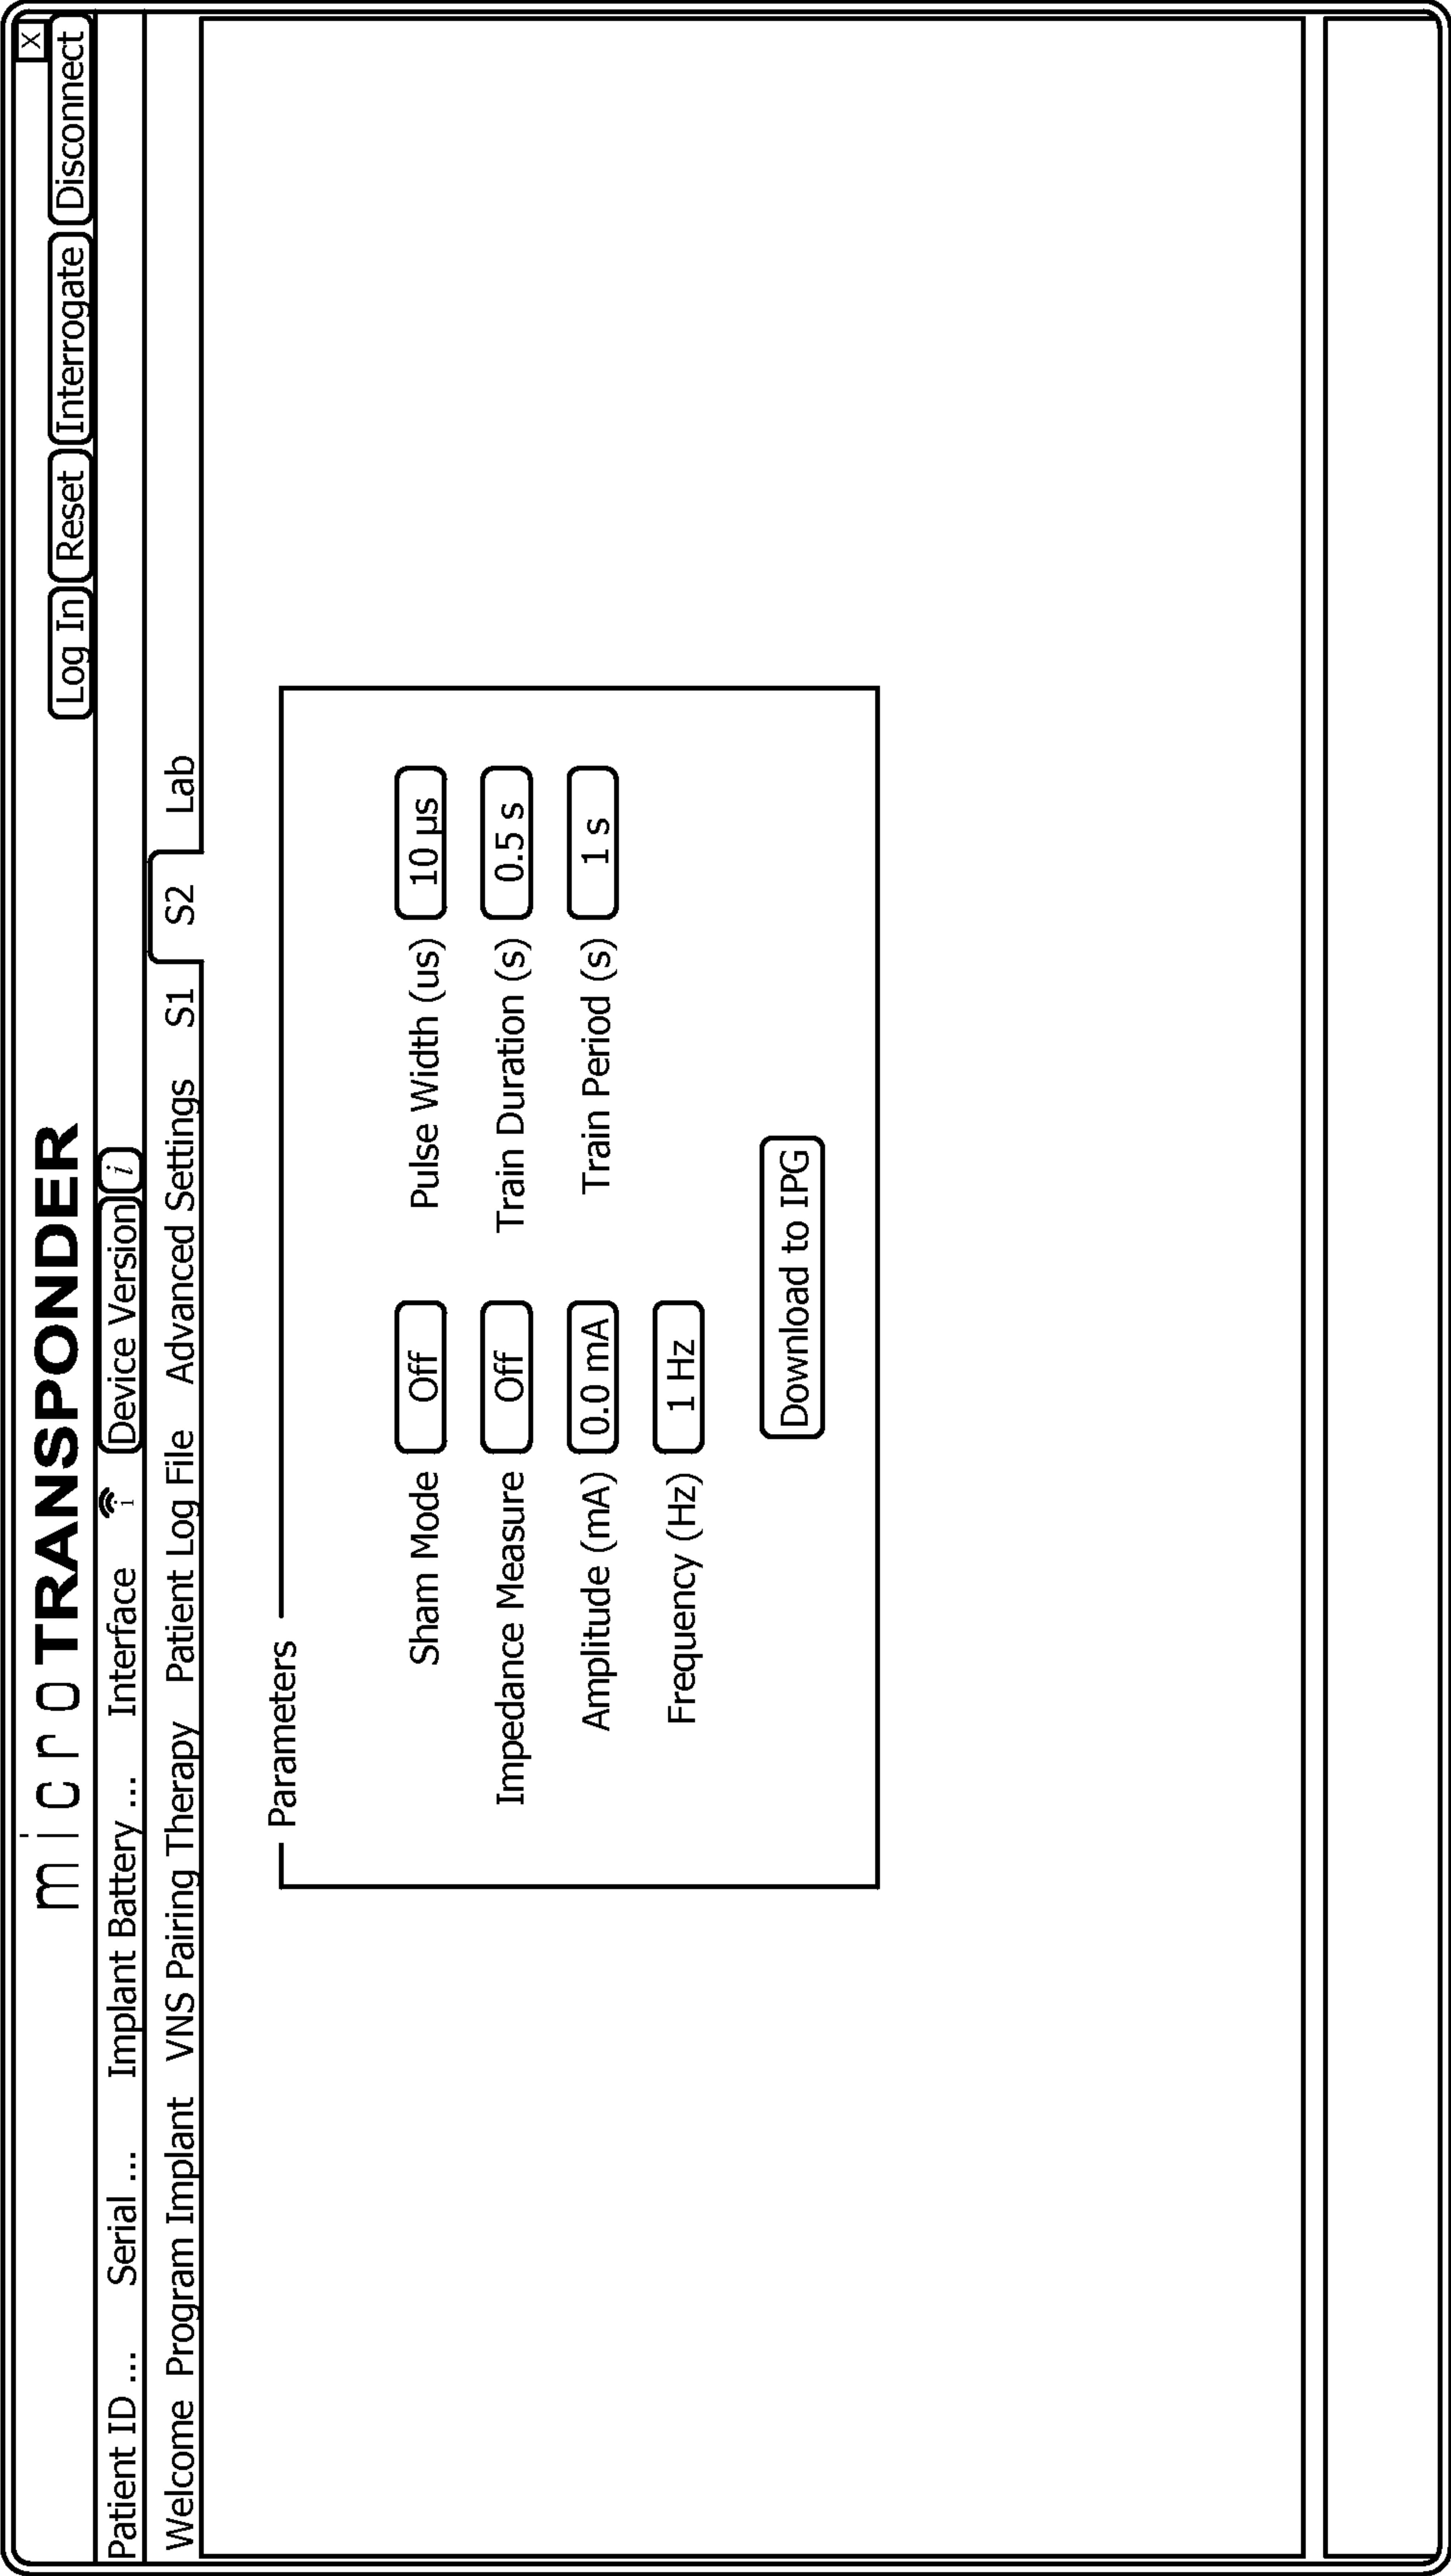 X
microTRANSPONDER
Log In Reset Interrogate Disconnect
Patient ID ... Serial ... Implant Battery ... Interface 1 Device Version i
Welcome Program Implant VNS Pairing Therapy Patient Log File Advanced Settings S1 S2 Lab
Parameters
Sham Mode Off Pulse Width (us) 10 µs
Impedance Measure Off Train Duration (s) 0.5 s
Amplitude (mA) 0.0 mA Train Period (s) 1 s
Frequency (Hz) 1 Hz
Download to IPG